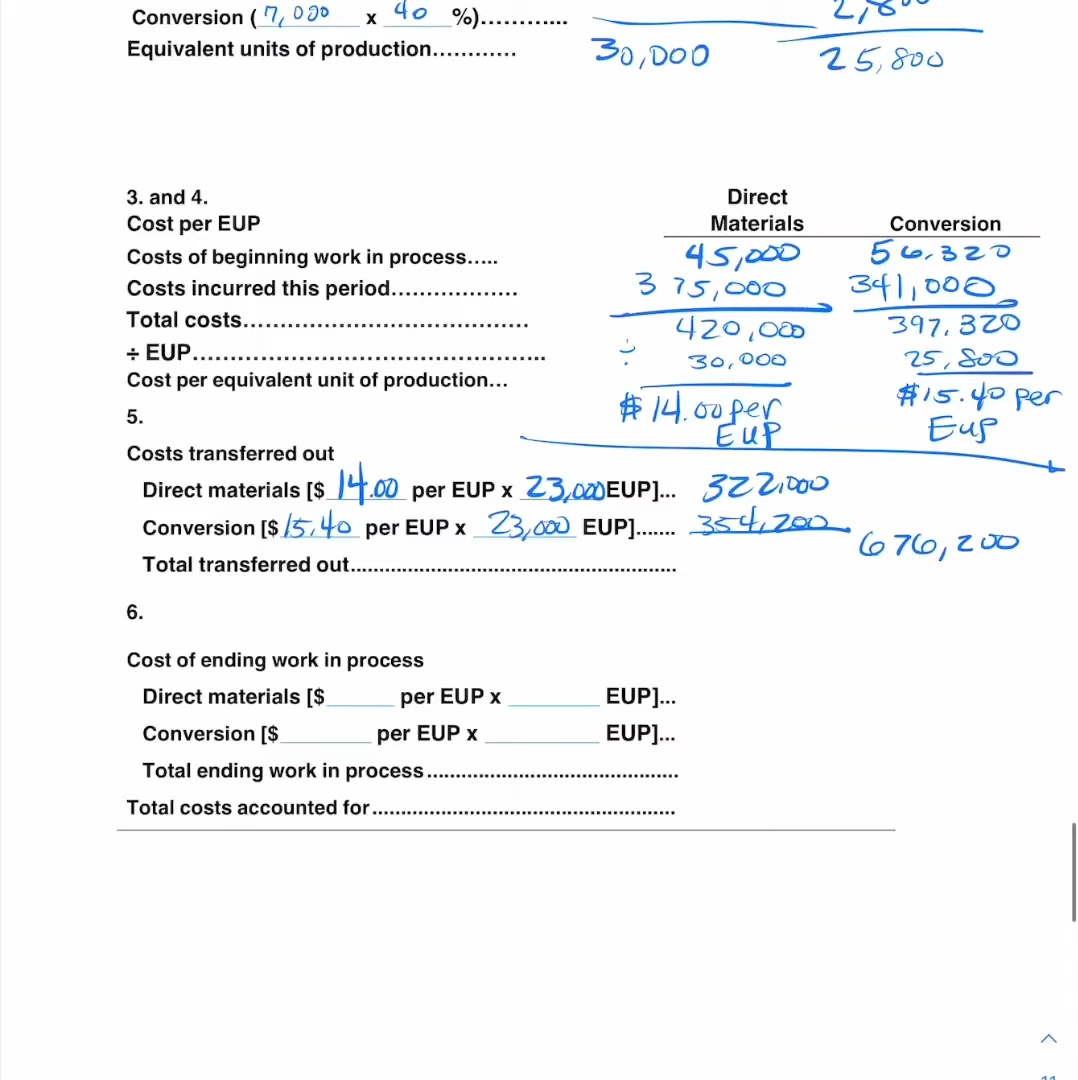 Conversion ( 7,000 x 40 %)............ 2,800
Equivalent units of production............ 30,000 25,800
3. and 4.
Direct
Cost per EUP Materials Conversion
Costs of beginning work in process..... 45,000 56,320
Costs incurred this period.................. 375,000 341,000
Total costs...................................... 420,000 397,320
÷ EUP............................................... ÷ 30,000 25,800
Cost per equivalent unit of production... $14.00 per EUP $15.40 per EUP
5.
Costs transferred out
Direct materials [$ 14.00 per EUP x 23,000 EUP]... 322,000
Conversion [$ 15.40 per EUP x 23,000 EUP]....... 354,200
676,200
Total transferred out.....................................................
6.
Cost of ending work in process
Direct materials [$______ per EUP x ________ EUP]...
Conversion [$________ per EUP x __________ EUP]...
Total ending work in process.........................................
Total costs accounted for..................................................